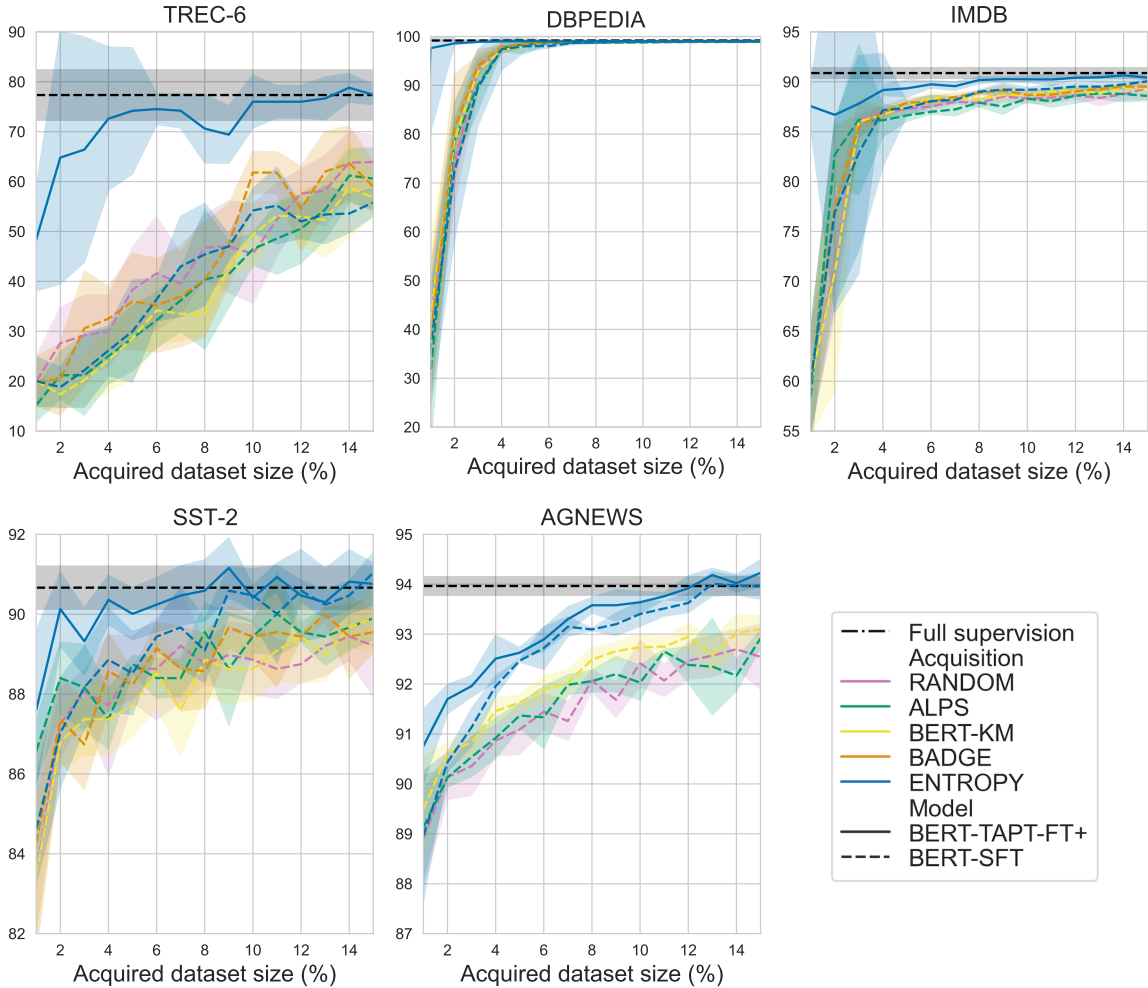 TREC-6
90
80
70
60
50
40
30
20
10
2 4 6 8 10 12 14
Acquired dataset size (%)
DBPEDIA
100
90
80
70
60
50
40
30
20
2 4 6 8 10 12 14
Acquired dataset size (%)
IMDB
95
90
85
80
75
70
65
60
55
2 4 6 8 10 12 14
Acquired dataset size (%)
SST-2
92
90
88
86
84
82
2 4 6 8 10 12 14
Acquired dataset size (%)
AGNEWS
95
94
93
92
91
90
89
88
87
2 4 6 8 10 12 14
Acquired dataset size (%)
Full supervision
Acquisition
RANDOM
ALPS
BERT-KM
BADGE
ENTROPY
Model
BERT-TAPT-FT+
BERT-SFT